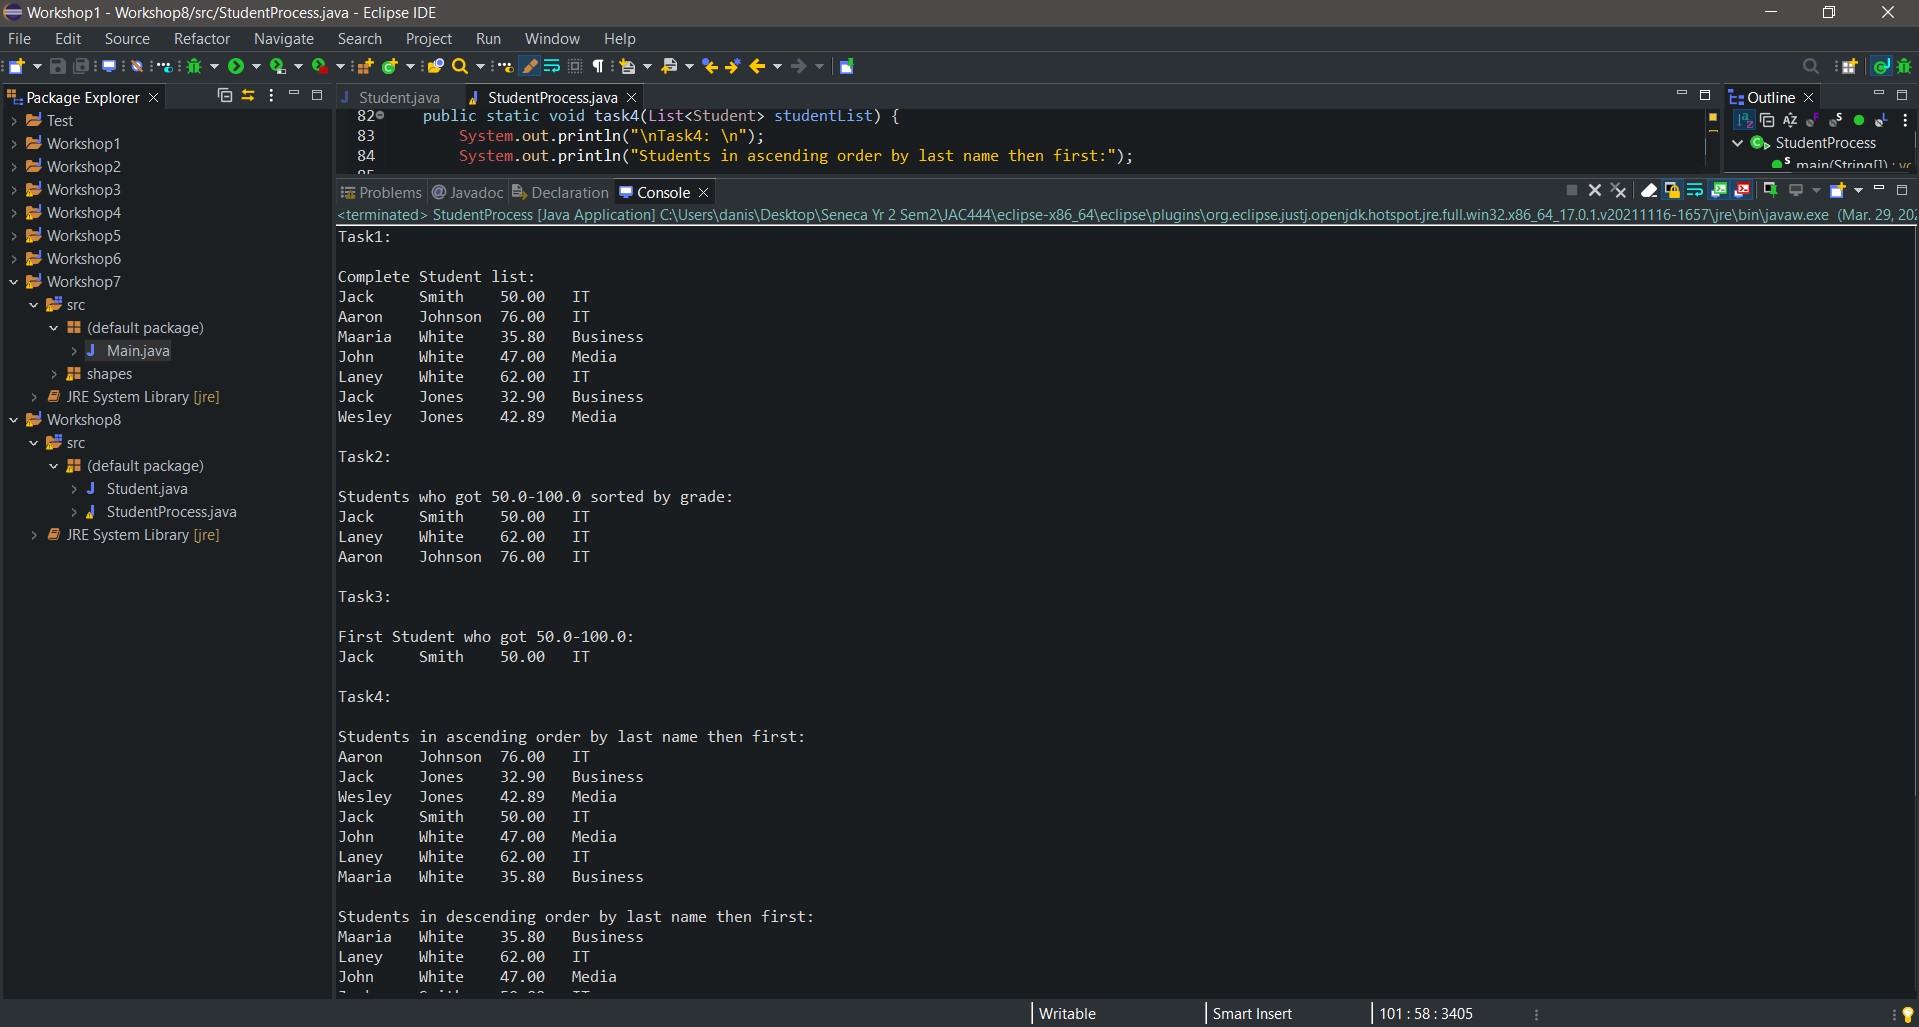 Workshop1 - Workshop8/src/StudentProcess.java - Eclipse IDE
File Edit Source Refactor Navigate Search Project Run Window Help
Package Explorer
Test
Workshop1
Workshop2
Workshop3
Workshop4
Workshop5
Workshop6
Workshop7
src
(default package)
Main.java
shapes
JRE System Library [jre]
Workshop8
src
(default package)
Student.java
StudentProcess.java
JRE System Library [jre]
Student.java StudentProcess.java
82 public static void task4(List<Student> studentList) {
83 System.out.println("\nTask4: \n");
84 System.out.println("Students in ascending order by last name then first:");
Outline
StudentProcess
main(String[]) : vo
Problems @ Javadoc Declaration Console
<terminated> StudentProcess [Java Application] C:\Users\danis\Desktop\Seneca Yr 2 Sem2\JAC444\eclipse-x86_64\eclipse\plugins\org.eclipse.justj.openjdk.hotspot.jre.full.win32.x86_64_17.0.1.v20211116-1657\jre\bin\javaw.exe (Mar. 29, 202
Task1:
Complete Student list:
Jack Smith 50.00 IT
Aaron Johnson 76.00 IT
Maaria White 35.80 Business
John White 47.00 Media
Laney White 62.00 IT
Jack Jones 32.90 Business
Wesley Jones 42.89 Media
Task2:
Students who got 50.0-100.0 sorted by grade:
Jack Smith 50.00 IT
Laney White 62.00 IT
Aaron Johnson 76.00 IT
Task3:
First Student who got 50.0-100.0:
Jack Smith 50.00 IT
Task4:
Students in ascending order by last name then first:
Aaron Johnson 76.00 IT
Jack Jones 32.90 Business
Wesley Jones 42.89 Media
Jack Smith 50.00 IT
John White 47.00 Media
Laney White 62.00 IT
Maaria White 35.80 Business
Students in descending order by last name then first:
Maaria White 35.80 Business
Laney White 62.00 IT
John White 47.00 Media
Writable Smart Insert 101 : 58 : 3405